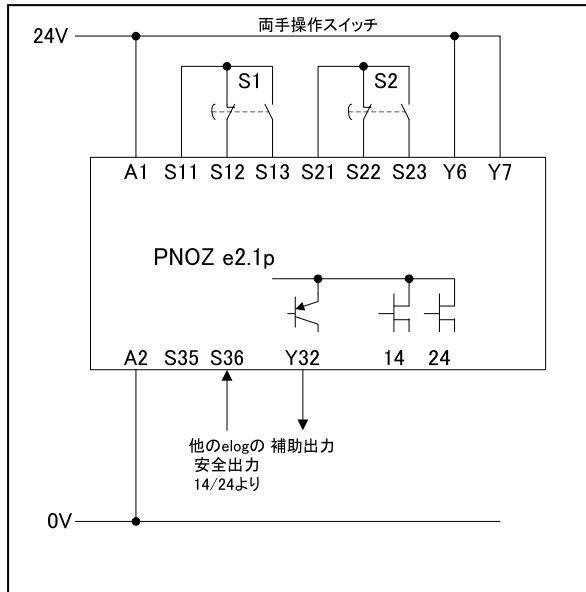 両手操作スイッチ
24V
S1
S2
A1 S11 S12 S13 S21 S22 S23 Y6 Y7
PNOZ e2.1p
A2 S35 S36 Y32 14 24
他のelogの 補助出力
安全出力
14/24より
0V